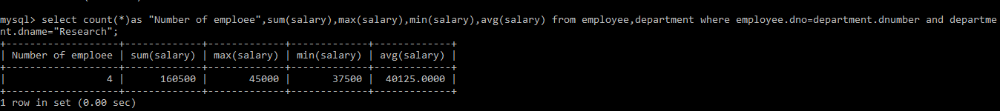 mysql> select count(*)as "Number of emploee",sum(salary),max(salary),min(salary),avg(salary) from employee,department where employee.dno=department.dnumber and departme
nt.dname="Research";
+-------------------+-------------+-------------+-------------+-------------+
| Number of emploee | sum(salary) | max(salary) | min(salary) | avg(salary) |
+-------------------+-------------+-------------+-------------+-------------+
|                 4 |      160500 |       45000 |       37500 |  40125.0000 |
+-------------------+-------------+-------------+-------------+-------------+
1 row in set (0.00 sec)